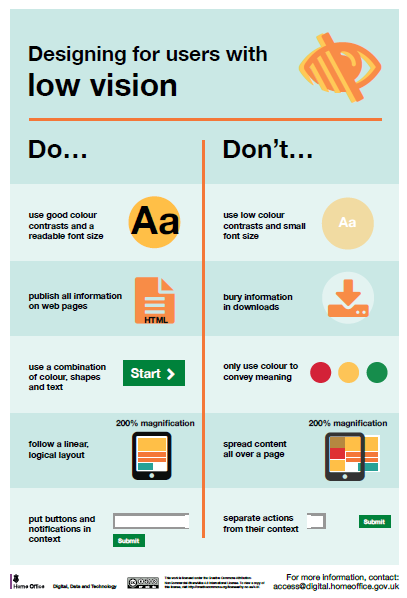 Designing for users with
low vision
Do...
Don't...
use good colour
contrasts and a
readable font size
Aa
use low colour
contrasts and small
font size
Aa
publish all information
on web pages
HTML
bury information
in downloads
use a combination
of colour, shapes
and text
Start
only use colour to
convey meaning
200% magnification
follow a linear,
logical layout
200% magnification
spread content
all over a page
put buttons and
notifications in
context
Submit
separate actions
from their context
Submit
Home Office
Digital, Data and Technology
For more information, contact:
access@digital.homeoffice.gov.uk